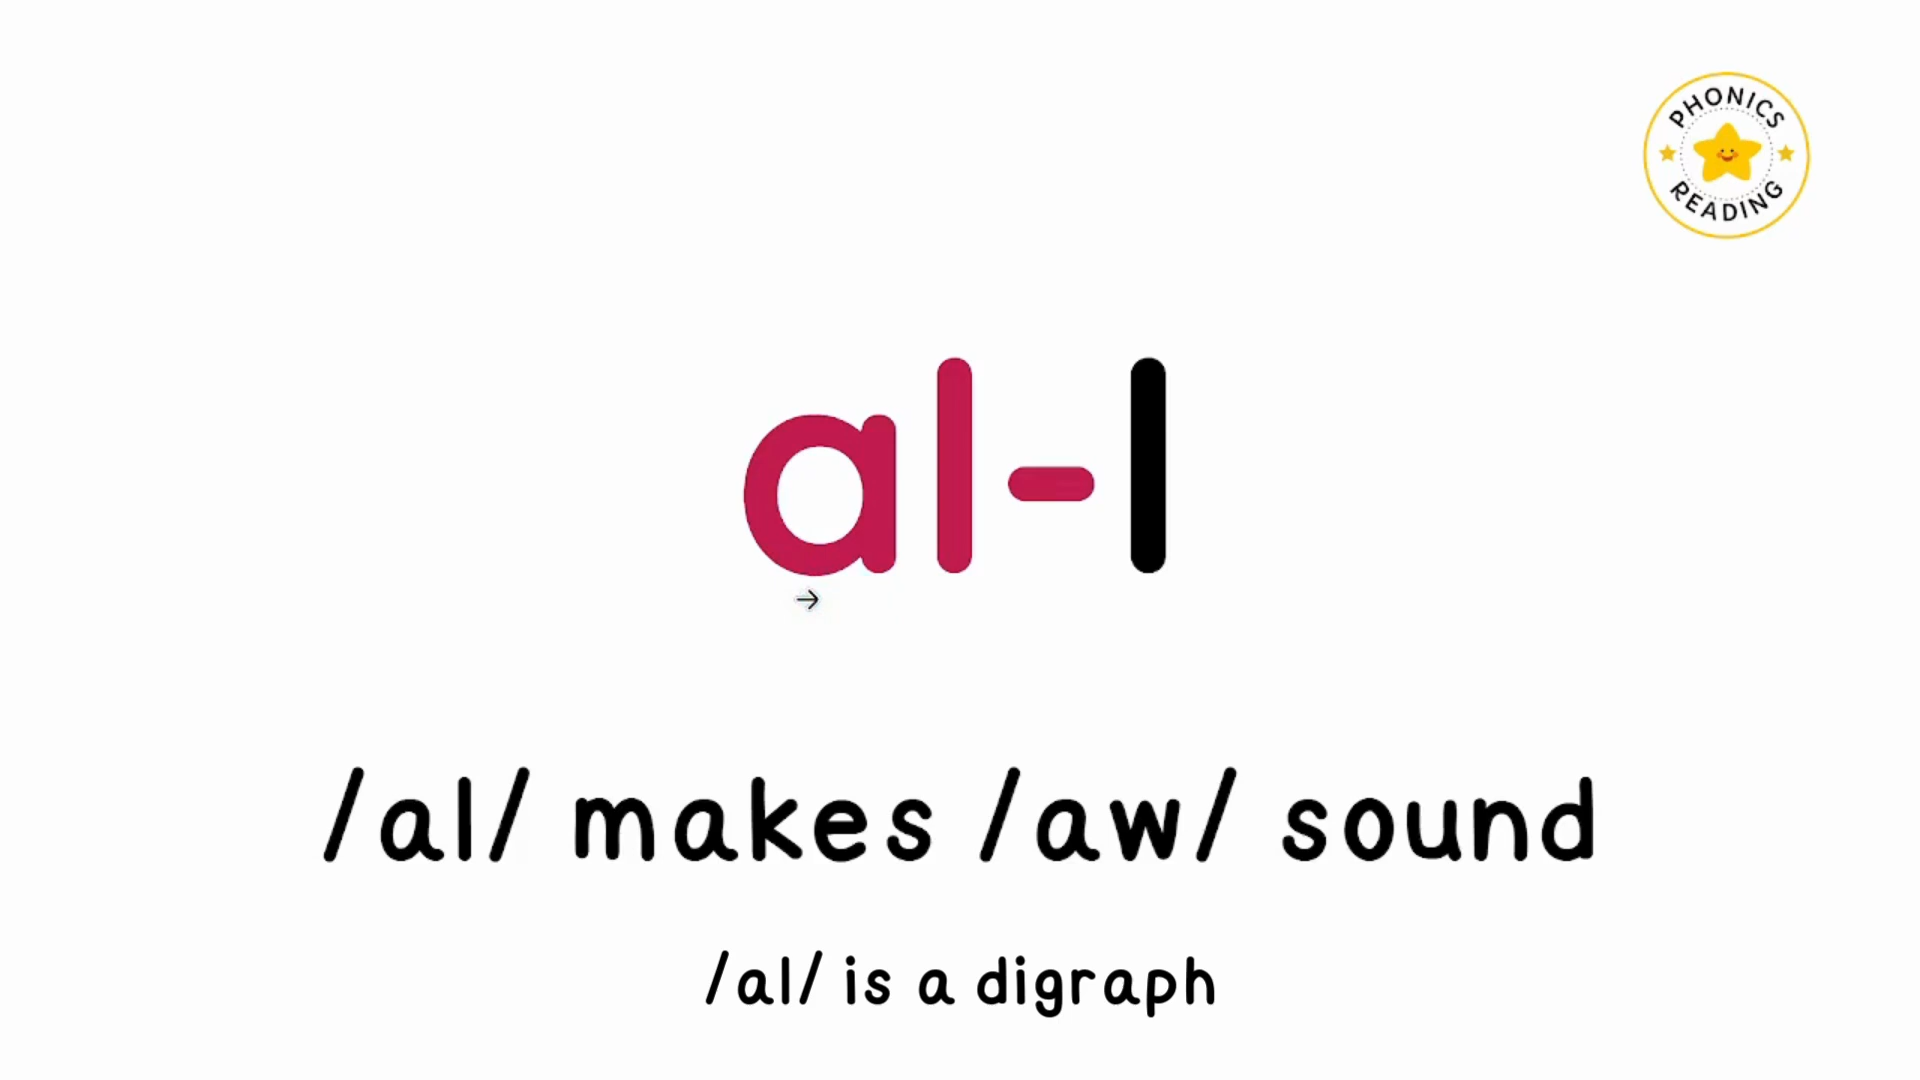 PHONICS
READING
al-l
/al/ makes /aw/ sound
/al/ is a digraph